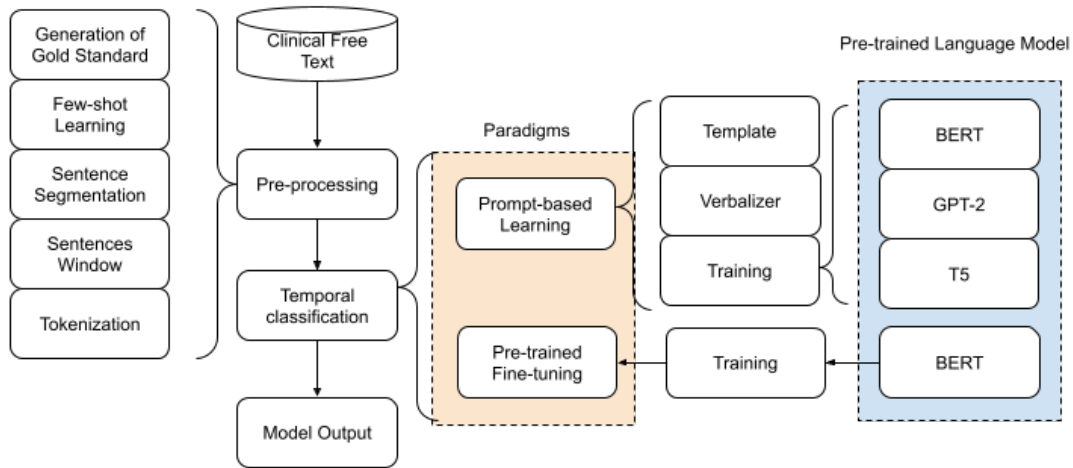 Generation of
Gold Standard
Few-shot
Learning
Sentence
Segmentation
Sentences
Window
Tokenization
Clinical Free
Text
Pre-processing
Temporal
classification
Model Output
Paradigms
Prompt-based
Learning
Pre-trained
Fine-tuning
Template
Verbalizer
Training
Training
Pre-trained Language Model
BERT
GPT-2
T5
BERT